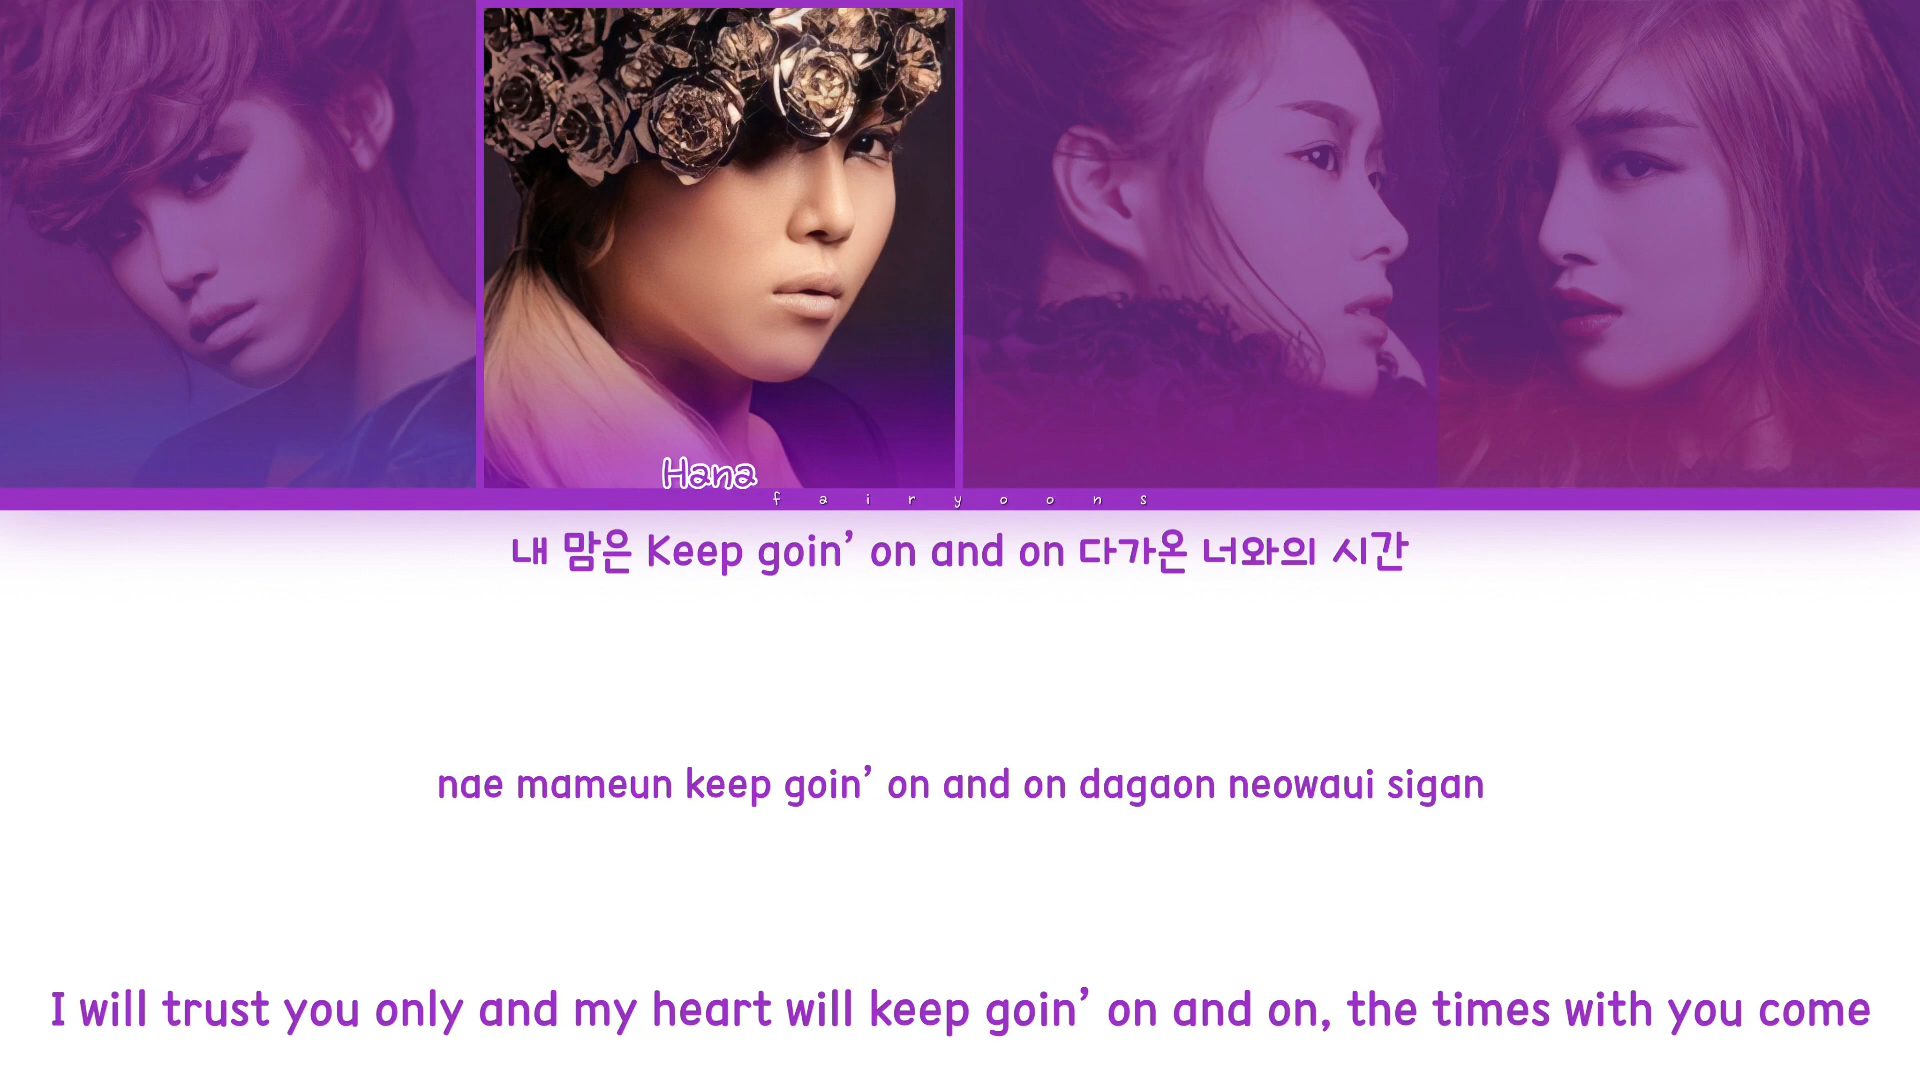 Hana
fairyoons
내 맘은 Keep goin’ on and on 다가온 너와의 시간
nae mameun keep goin’ on and on dagaon neowaui sigan
I will trust you only and my heart will keep goin’ on and on, the times with you come